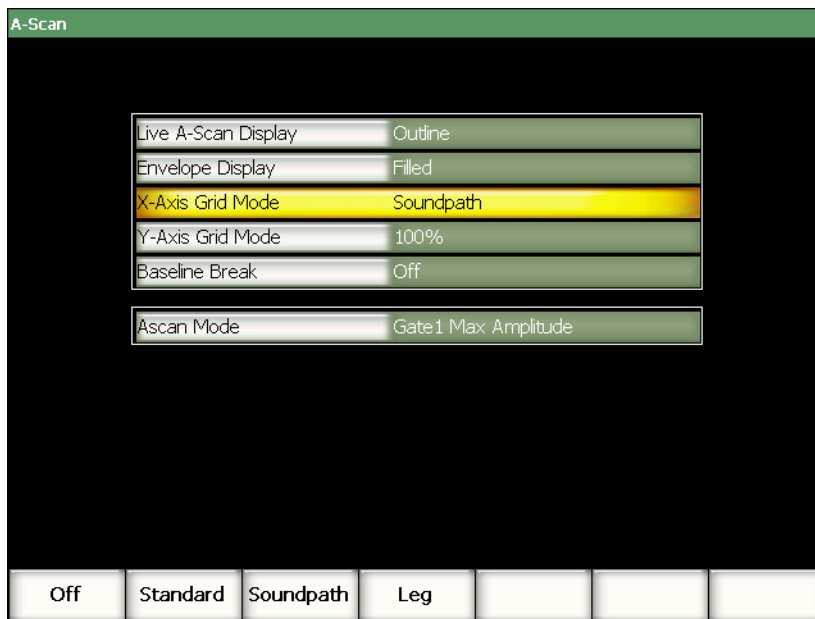 A-Scan
Live A-Scan Display Outline
Envelope Display Filled
X-Axis Grid Mode Soundpath
Y-Axis Grid Mode 100%
Baseline Break Off
Ascan Mode Gate1 Max Amplitude
Off Standard Soundpath Leg